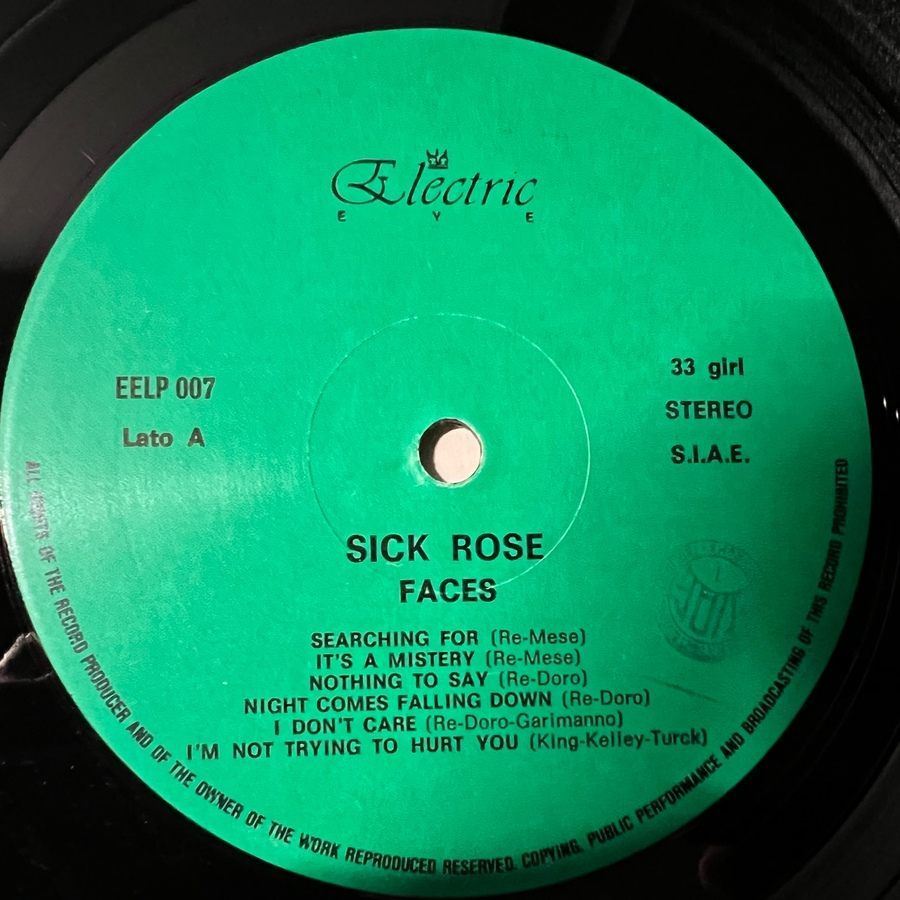 Electric
EYE
EELP 007
Lato A
33 giri
STEREO
S.I.A.E.
SICK ROSE
FACES
SEARCHING FOR (Re-Mese)
IT'S A MISTERY (Re-Mese)
NOTHING TO SAY (Re-Doro)
NIGHT COMES FALLING DOWN (Re-Doro)
I DON'T CARE (Re-Doro-Garimanno)
I'M NOT TRYING TO HURT YOU (King-Kelley-Turck)
ALL RIGHTS OF THE RECORD PRODUCER AND OF THE OWNER OF THE WORK REPRODUCED RESERVED. COPYING, PUBLIC PERFORMANCE AND BROADCASTING OF THIS RECORD PROHIBITED